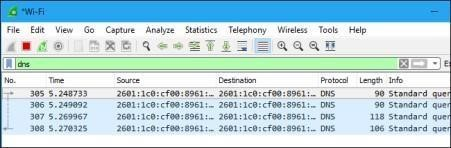 *Wi-Fi
File Edit View Go Capture Analyze Statistics Telephony Wireless Tools Help
dns
No. Time Source Destination Protocol Length Info
305 5.248733 2601:1c0:cf00:8961:… 2601:1c0:cf00:8961:… DNS 90 Standard quer
306 5.249092 2601:1c0:cf00:8961:… 2601:1c0:cf00:8961:… DNS 90 Standard quer
307 5.269967 2601:1c0:cf00:8961:… 2601:1c0:cf00:8961:… DNS 118 Standard quer
308 5.270325 2601:1c0:cf00:8961:… 2601:1c0:cf00:8961:… DNS 106 Standard quer